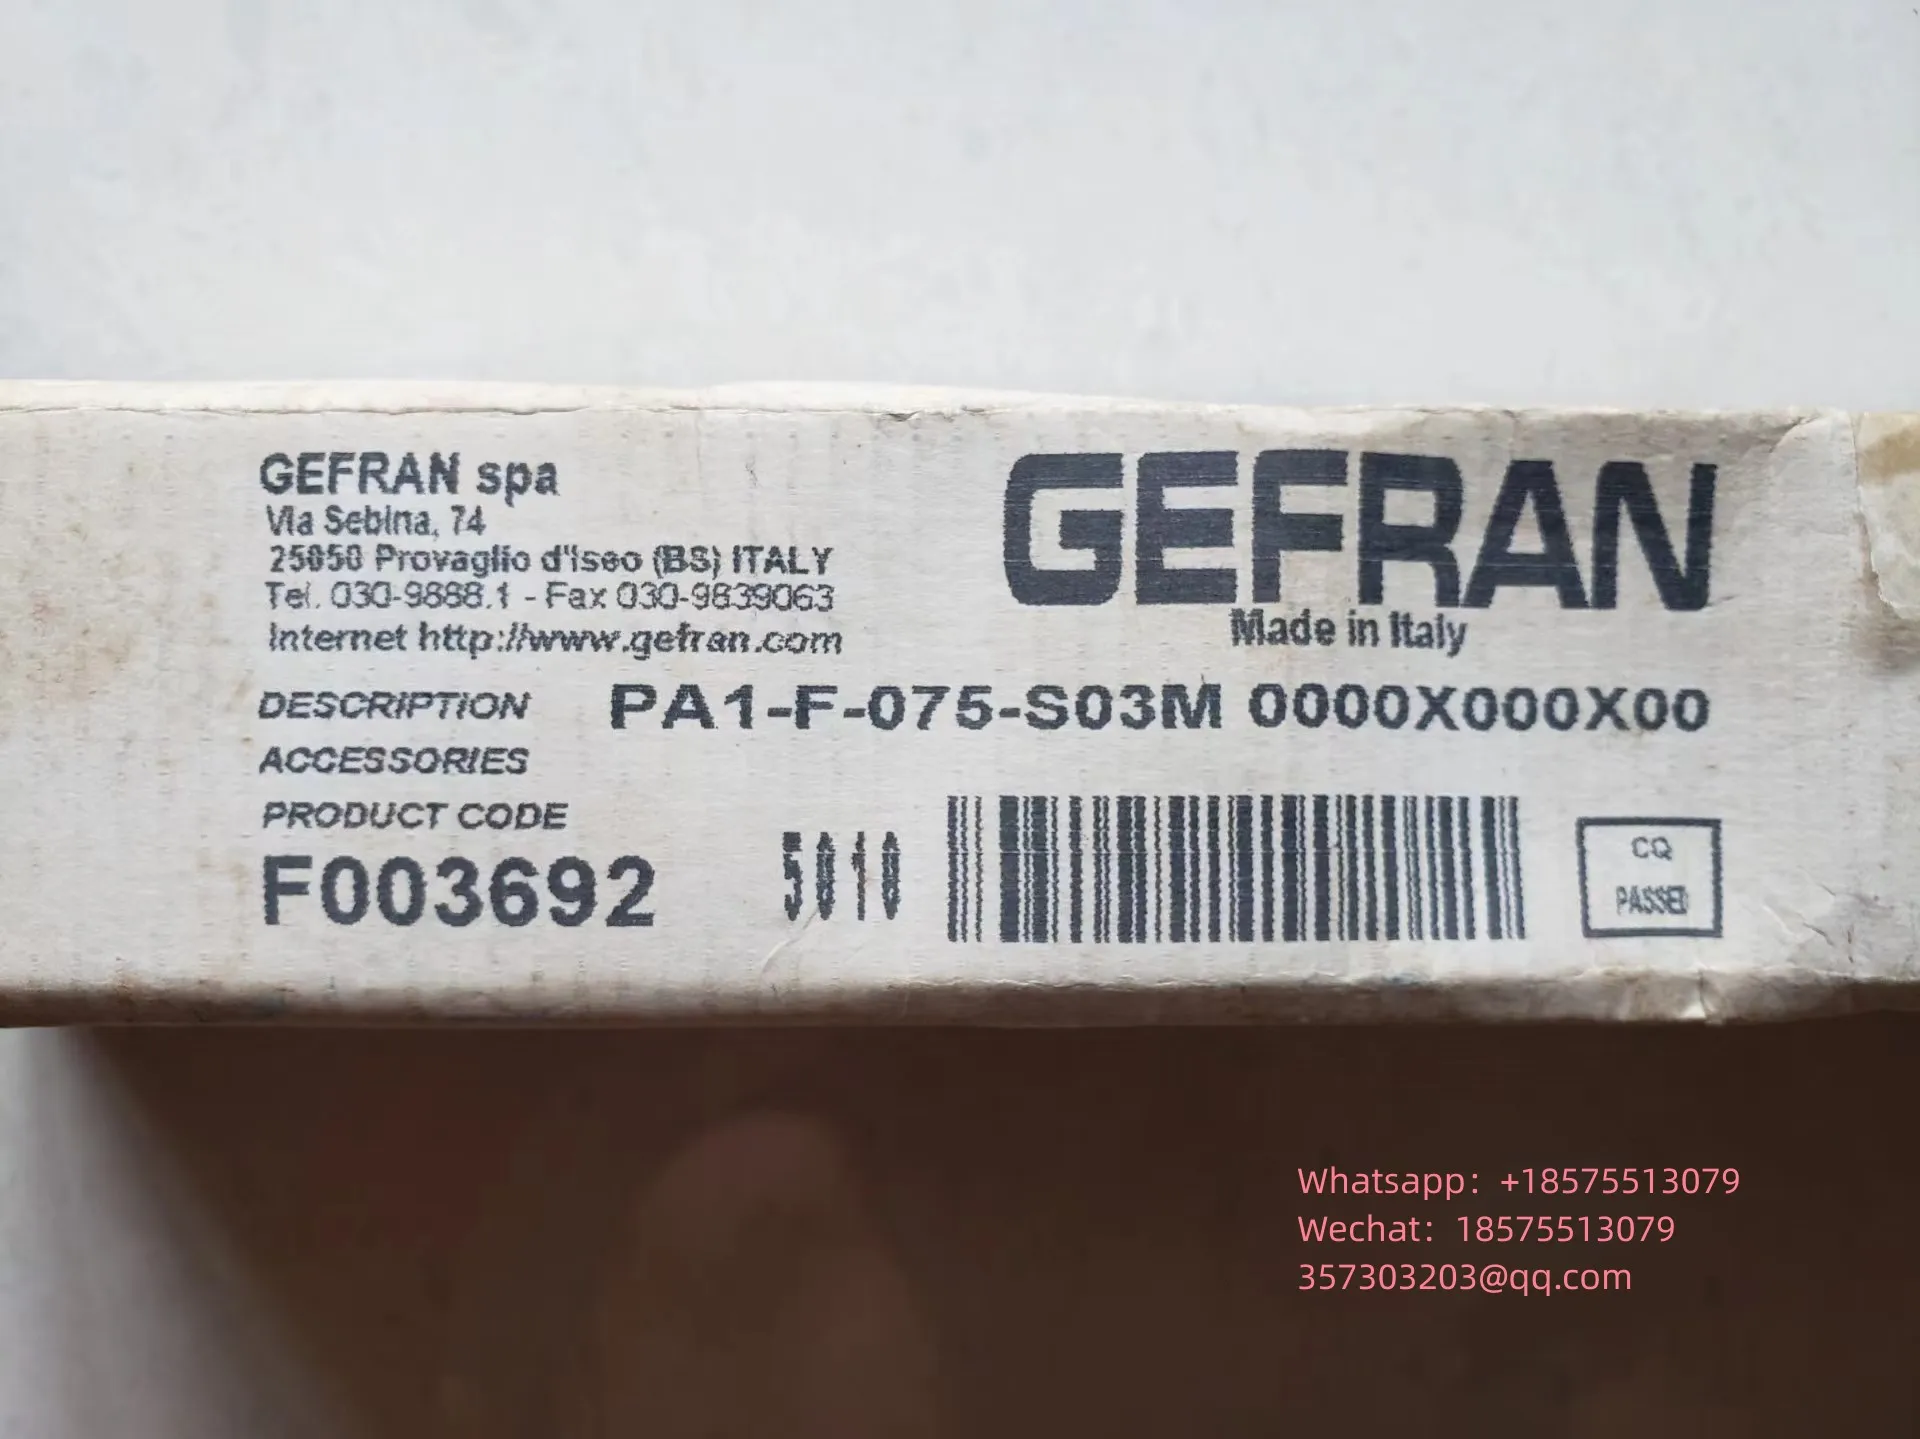 GEFRAN spa
Via Sebina, 74
25050 Provaglio d'Iseo (BS) ITALY
Tel. 030-9888.1 - Fax 030-9839063
Internet http://www.gefran.com
GEFRAN
Made in Italy
DESCRIPTION PA1-F-075-S03M 0000X000X00
ACCESSORIES
PRODUCT CODE
F003692
5010
CQ
PASSED
Whatsapp: +18575513079
Wechat: 18575513079
357303203@qq.com